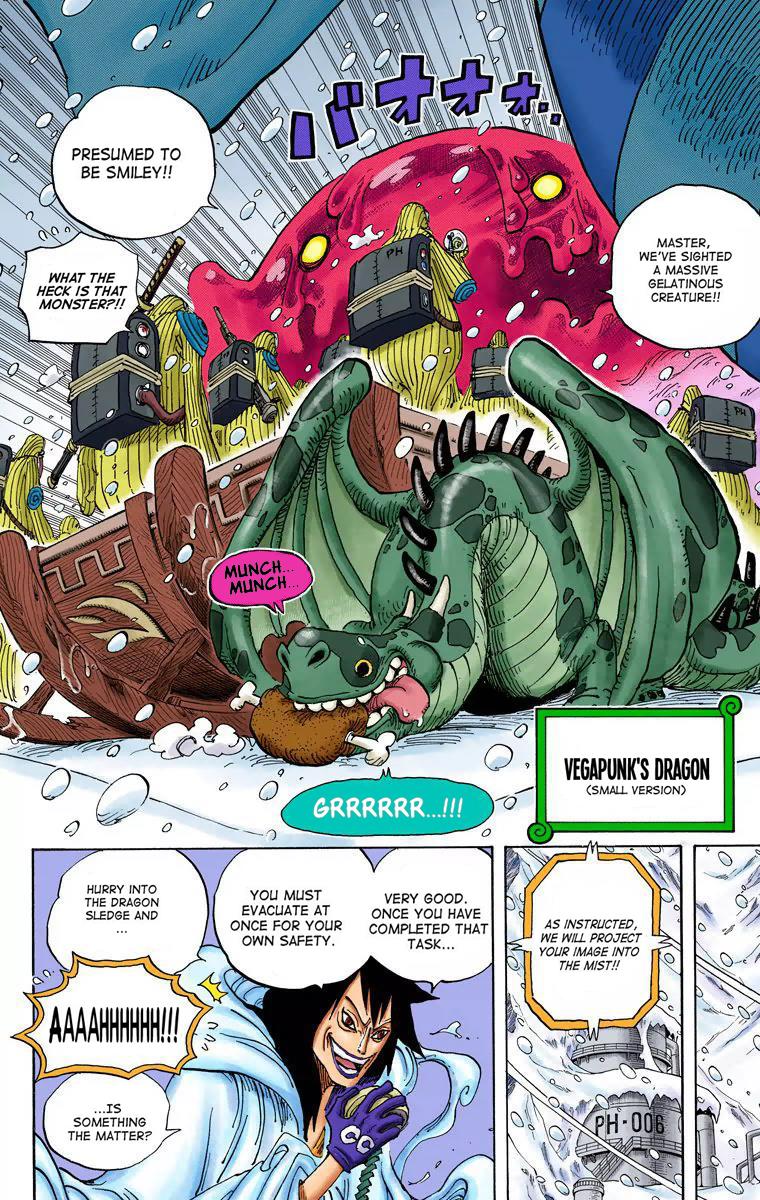 バオオオ..
MASTER,
WE'VE SIGHTED
A MASSIVE
GELATINOUS
CREATURE!!
PRESUMED TO
BE SMILEY!!
WHAT THE
HECK IS THAT
MONSTER?!!
PH
PH
MUNCH...
MUNCH...
GRRRRRR...!!!
VEGAPUNK'S DRAGON
(SMALL VERSION)
AS INSTRUCTED,
WE WILL PROJECT
YOUR IMAGE INTO
THE MIST!!
PH-006
VERY GOOD.
ONCE YOU HAVE
COMPLETED THAT
TASK...
YOU MUST
EVACUATE AT
ONCE FOR YOUR
OWN SAFETY.
HURRY INTO
THE DRAGON
SLEDGE AND
...
AAAAHHHHHH!!!
...IS
SOMETHING
THE MATTER?
CC